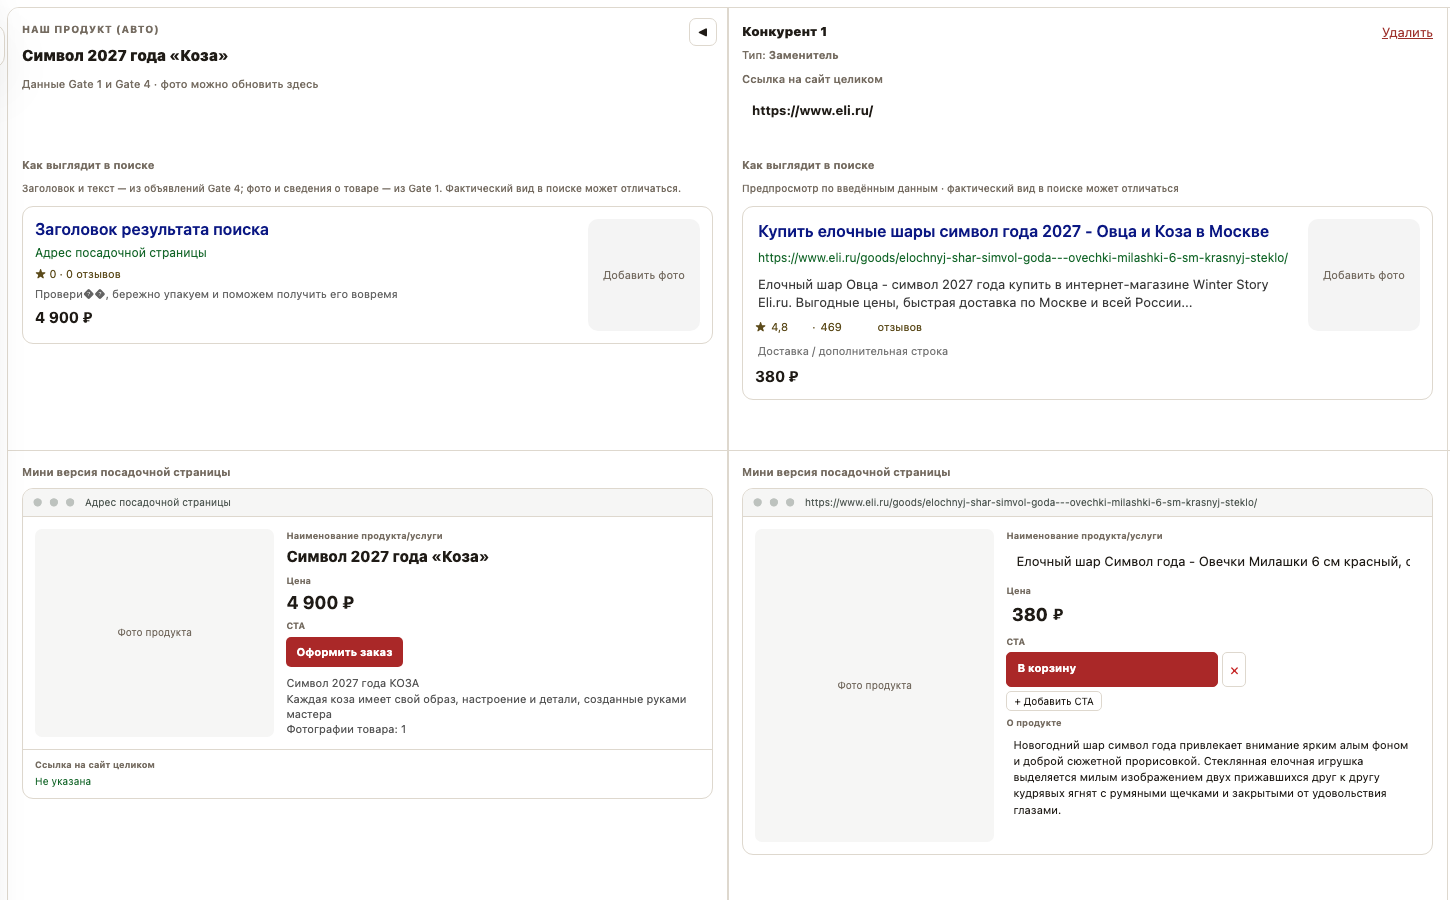 НАШ ПРОДУКТ (АВТО)
Символ 2027 года «Коза»
Данные Gate 1 и Gate 4 · фото можно обновить здесь
Как выглядит в поиске
Заголовок и текст — из объявлений Gate 4; фото и сведения о товаре — из Gate 1. Фактический вид в поиске может отличаться.
Заголовок результата поиска
Адрес посадочной страницы
★ 0 · 0 отзывов
Провери��, бережно упакуем и поможем получить его вовремя
4 900 ₽
Добавить фото
Конкурент 1
Удалить
Тип: Заменитель
Ссылка на сайт целиком
https://www.eli.ru/
Как выглядит в поиске
Предпросмотр по введённым данным · фактический вид в поиске может отличаться
Купить елочные шары символ года 2027 - Овца и Коза в Москве
https://www.eli.ru/goods/elochnyj-shar-simvol-goda---ovechki-milashki-6-sm-krasnyj-steklo/
Елочный шар Овца - символ 2027 года купить в интернет-магазине Winter Story
Eli.ru. Выгодные цены, быстрая доставка по Москве и всей России...
★ 4,8 · 469 отзывов
Доставка / дополнительная строка
380 ₽
Добавить фото
Мини версия посадочной страницы
Адрес посадочной страницы
Фото продукта
Наименование продукта/услуги
Символ 2027 года «Коза»
Цена
4 900 ₽
СТА
Оформить заказ
Символ 2027 года КОЗА
Каждая коза имеет свой образ, настроение и детали, созданные руками
мастера
Фотографии товара: 1
Ссылка на сайт целиком
Не указана
Мини версия посадочной страницы
https://www.eli.ru/goods/elochnyj-shar-simvol-goda---ovechki-milashki-6-sm-krasnyj-steklo/
Фото продукта
Наименование продукта/услуги
Елочный шар Символ года - Овечки Милашки 6 см красный,
Цена
380 ₽
СТА
В корзину
×
+ Добавить СТА
О продукте
Новогодний шар символ года привлекает внимание ярким алым фоном
и доброй сюжетной прорисовкой. Стеклянная елочная игрушка
выделяется милым изображением двух прижавшихся друг к другу
кудрявых ягнят с румяными щечками и закрытыми от удовольствия
глазами.